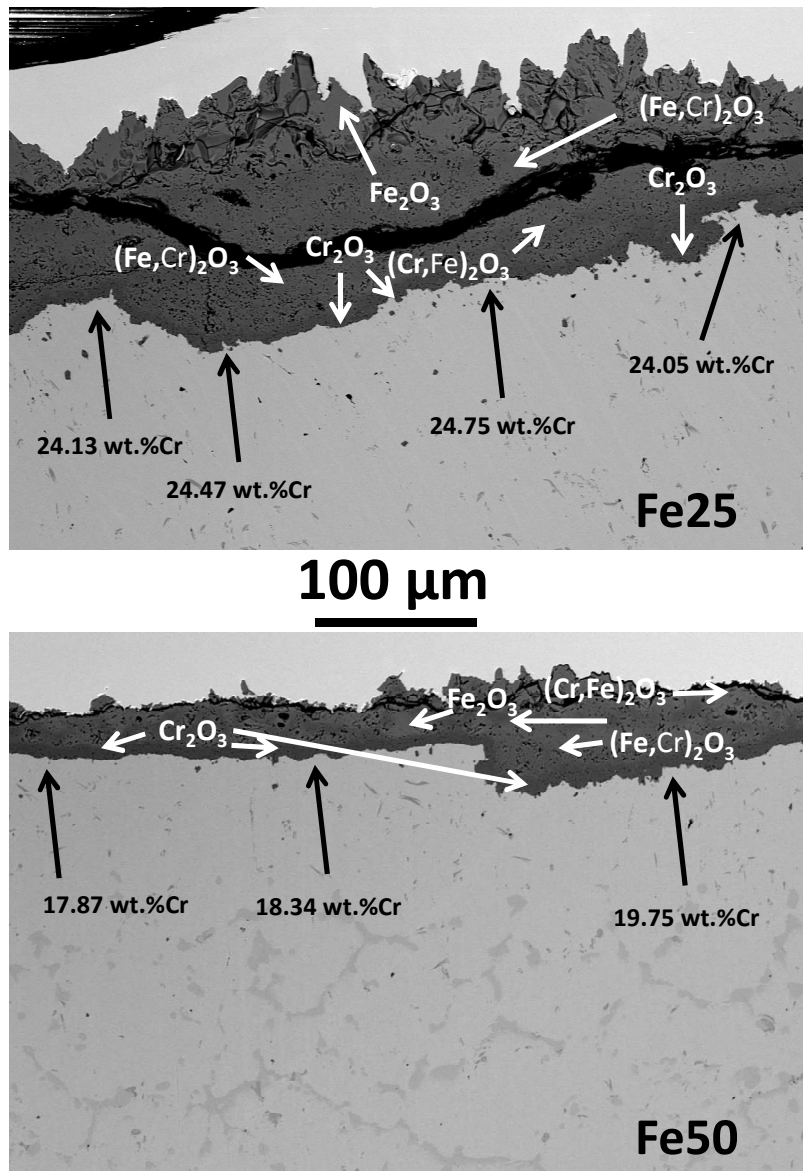 (Fe,Cr)₂O₃
Fe₂O₃
Cr₂O₃
(Fe,Cr)₂O₃
Cr₂O₃
(Cr,Fe)₂O₃
24.05 wt.%Cr
24.75 wt.%Cr
24.13 wt.%Cr
24.47 wt.%Cr
Fe25
100 µm
Fe₂O₃
(Cr,Fe)₂O₃
Cr₂O₃
(Fe,Cr)₂O₃
17.87 wt.%Cr
18.34 wt.%Cr
19.75 wt.%Cr
Fe50